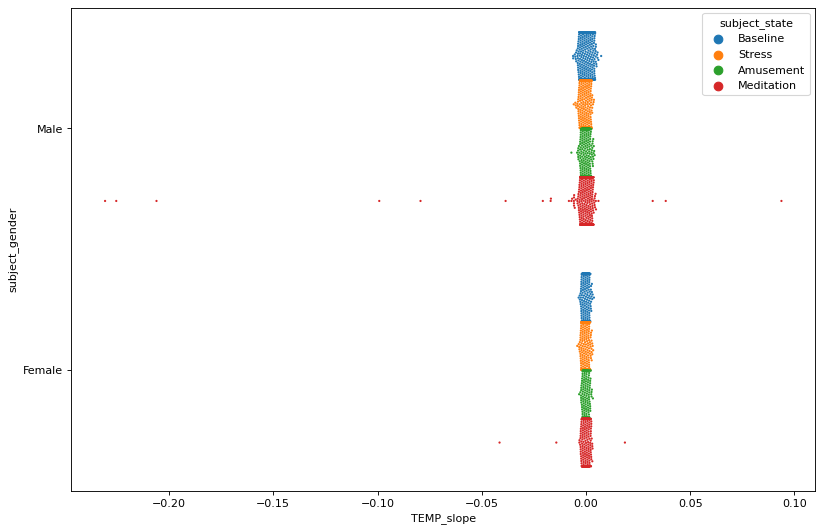 subject_state
Baseline
Stress
Amusement
Meditation
Male
Female
subject_gender
−0.20 −0.15 −0.10 −0.05 0.00 0.05 0.10
TEMP_slope